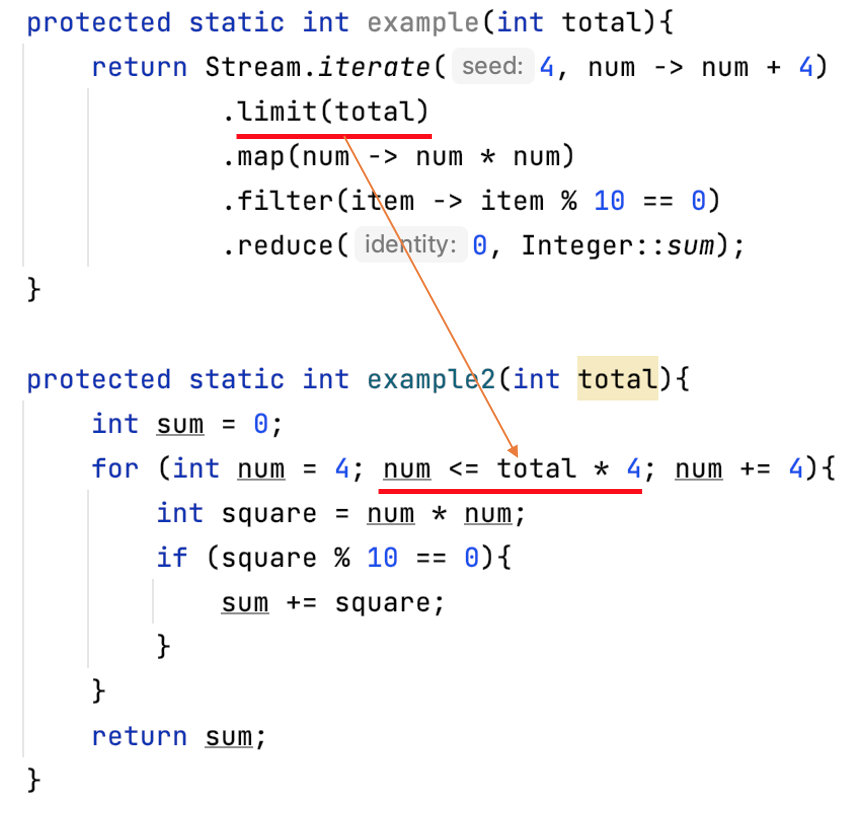 protected static int example(int total){
return Stream.iterate( seed: 4, num -> num + 4)
.limit(total)
.map(num -> num * num)
.filter(item -> item % 10 == 0)
.reduce( identity: 0, Integer::sum);
}
protected static int example2(int total){
int sum = 0;
for (int num = 4; num <= total * 4; num += 4){
int square = num * num;
if (square % 10 == 0){
sum += square;
}
}
return sum;
}